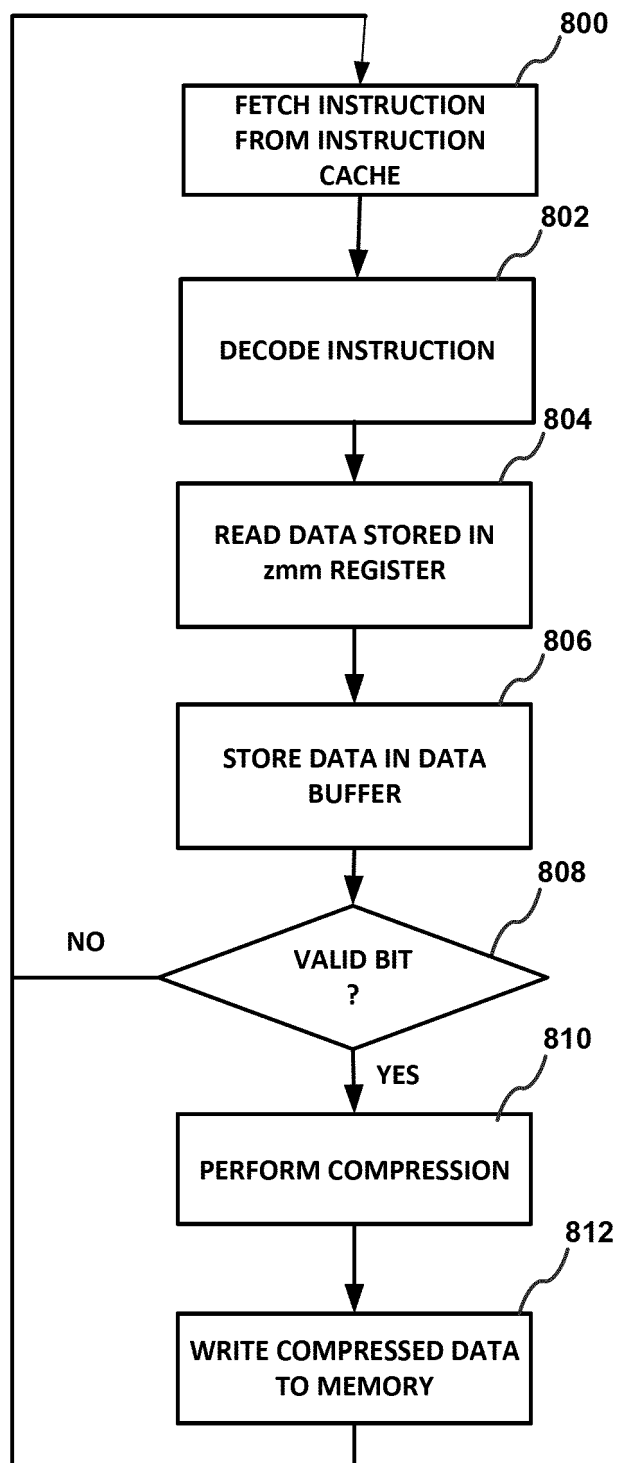 800
FETCH INSTRUCTION
FROM INSTRUCTION
CACHE
802
DECODE INSTRUCTION
804
READ DATA STORED IN
zmm REGISTER
806
STORE DATA IN DATA
BUFFER
808
NO
VALID BIT
?
YES
810
PERFORM COMPRESSION
812
WRITE COMPRESSED DATA
TO MEMORY